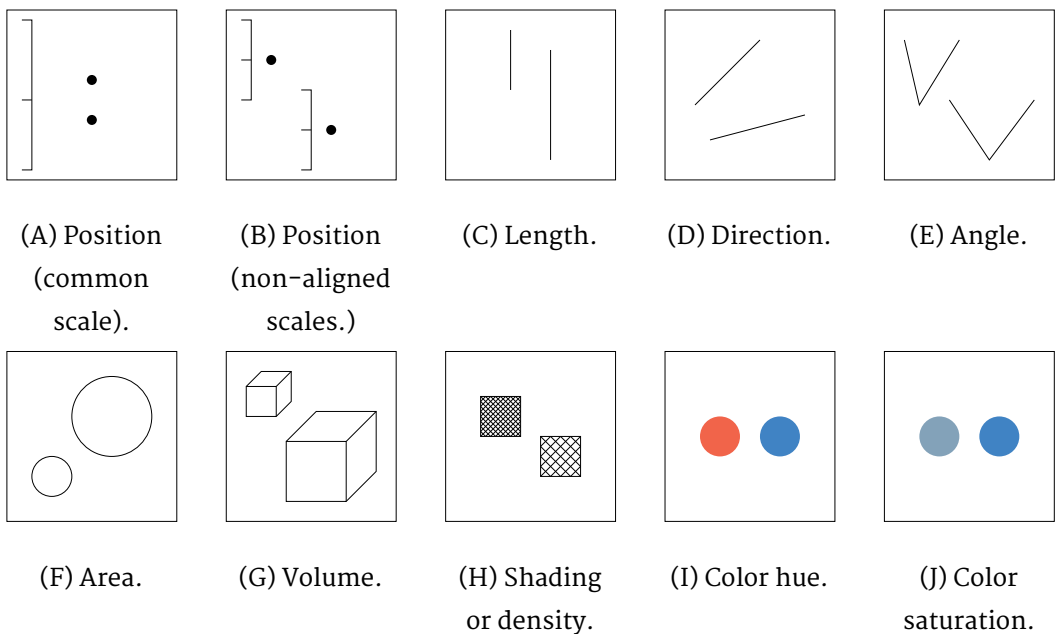 (A) Position
(common
scale).
(B) Position
(non-aligned
scales.)
(C) Length.
(D) Direction.
(E) Angle.
(F) Area.
(G) Volume.
(H) Shading
or density.
(I) Color hue.
(J) Color
saturation.